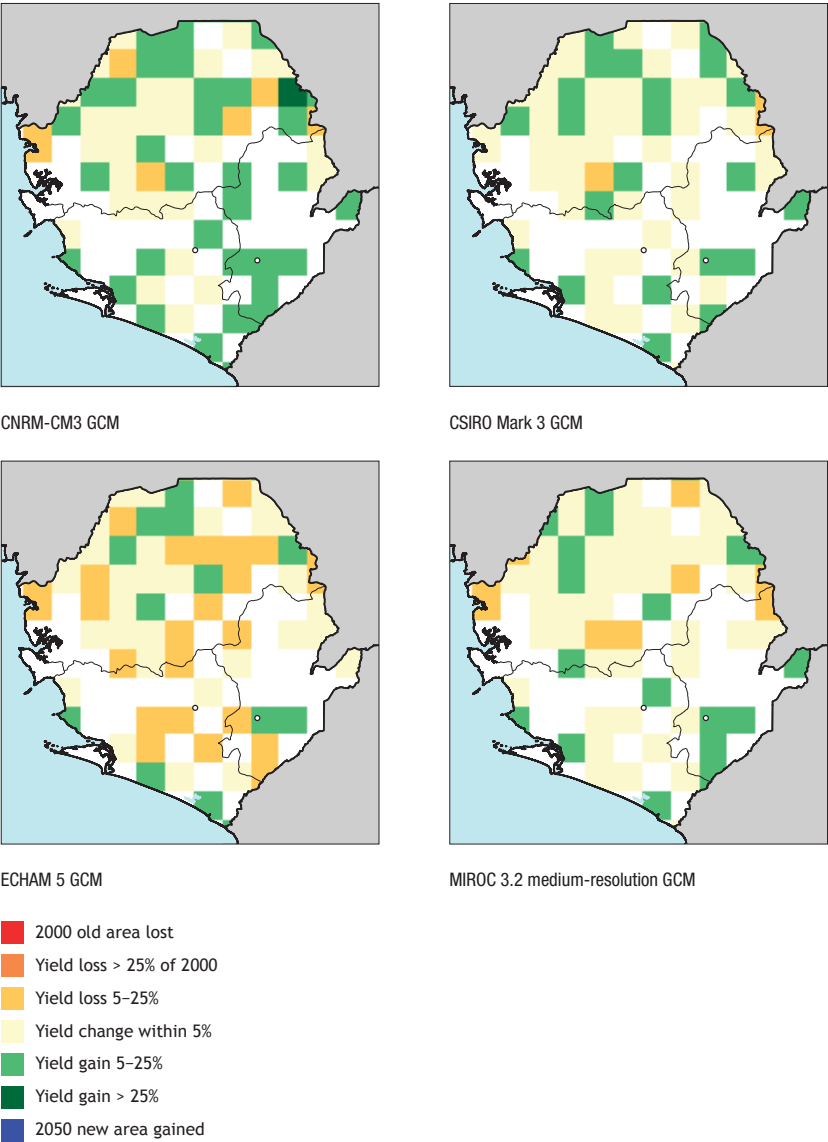 CNRM-CM3 GCM
CSIRO Mark 3 GCM
ECHAM 5 GCM
MIROC 3.2 medium-resolution GCM
2000 old area lost
Yield loss > 25% of 2000
Yield loss 5–25%
Yield change within 5%
Yield gain 5–25%
Yield gain > 25%
2050 new area gained